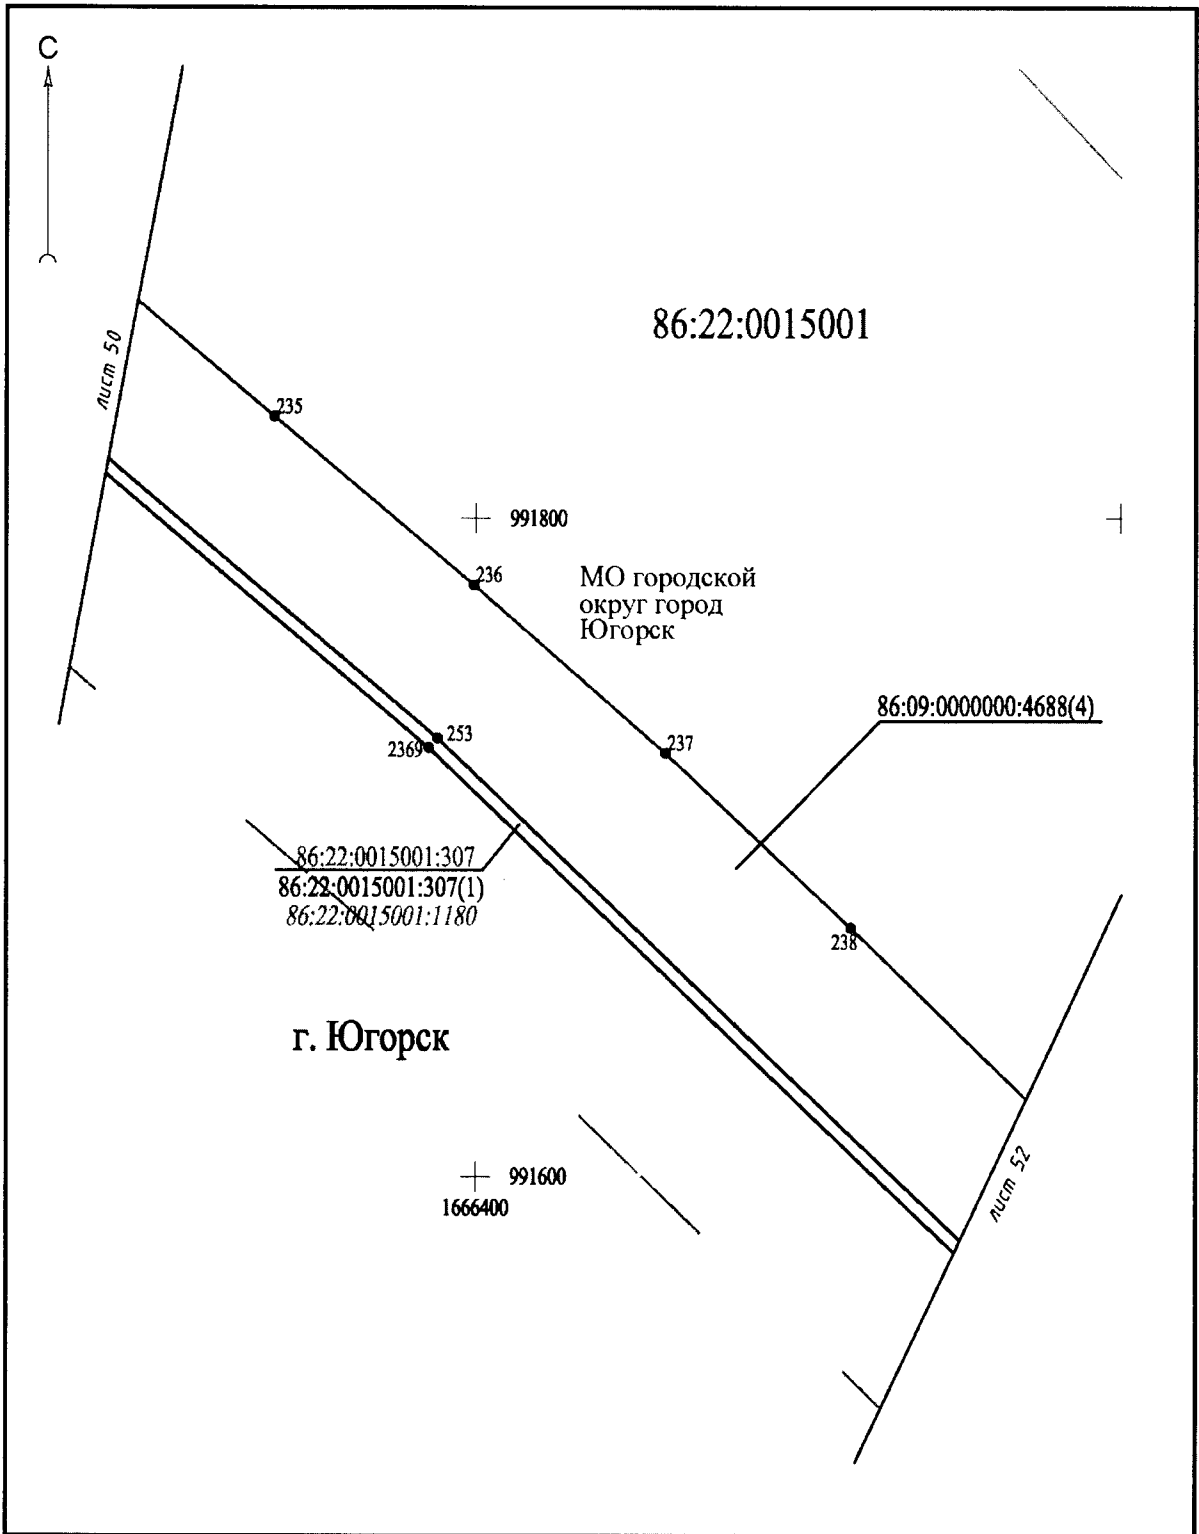 С
86:22:0015001
лист 50
235
991800
236
МО городской
округ город
Югорск
86:09:0000000:4688(4)
237
253
2369
86:22:0015001:307
86:22:0015001:307(1)
86:22:0015001:1180
238
г. Югорск
лист 52
991600
1666400